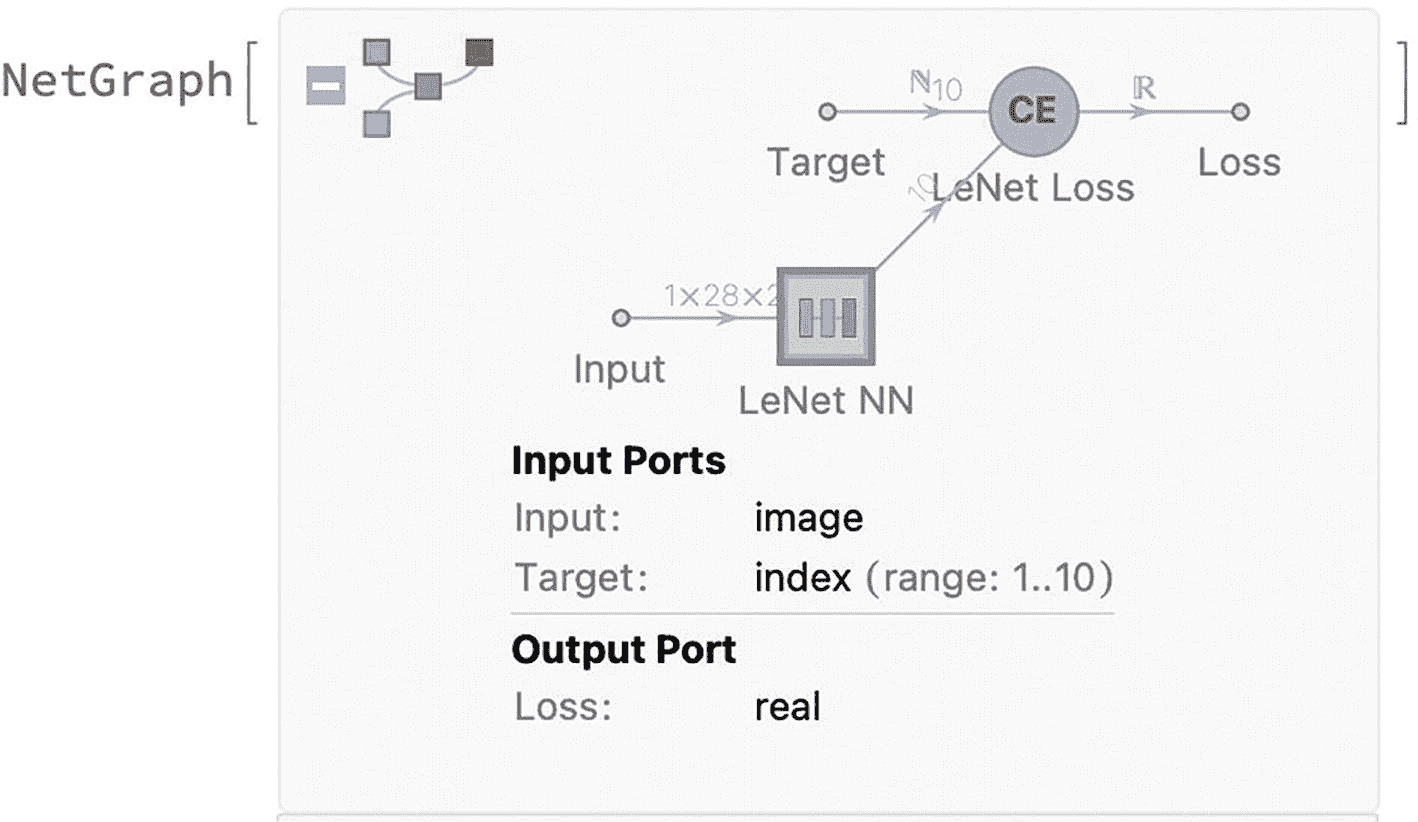 NetGraph[ ]
ℕ10 CE ℝ
Target Loss
10 LeNet Loss
1×28×2
Input
LeNet NN
Input Ports
Input: image
Target: index (range: 1..10)
Output Port
Loss: real